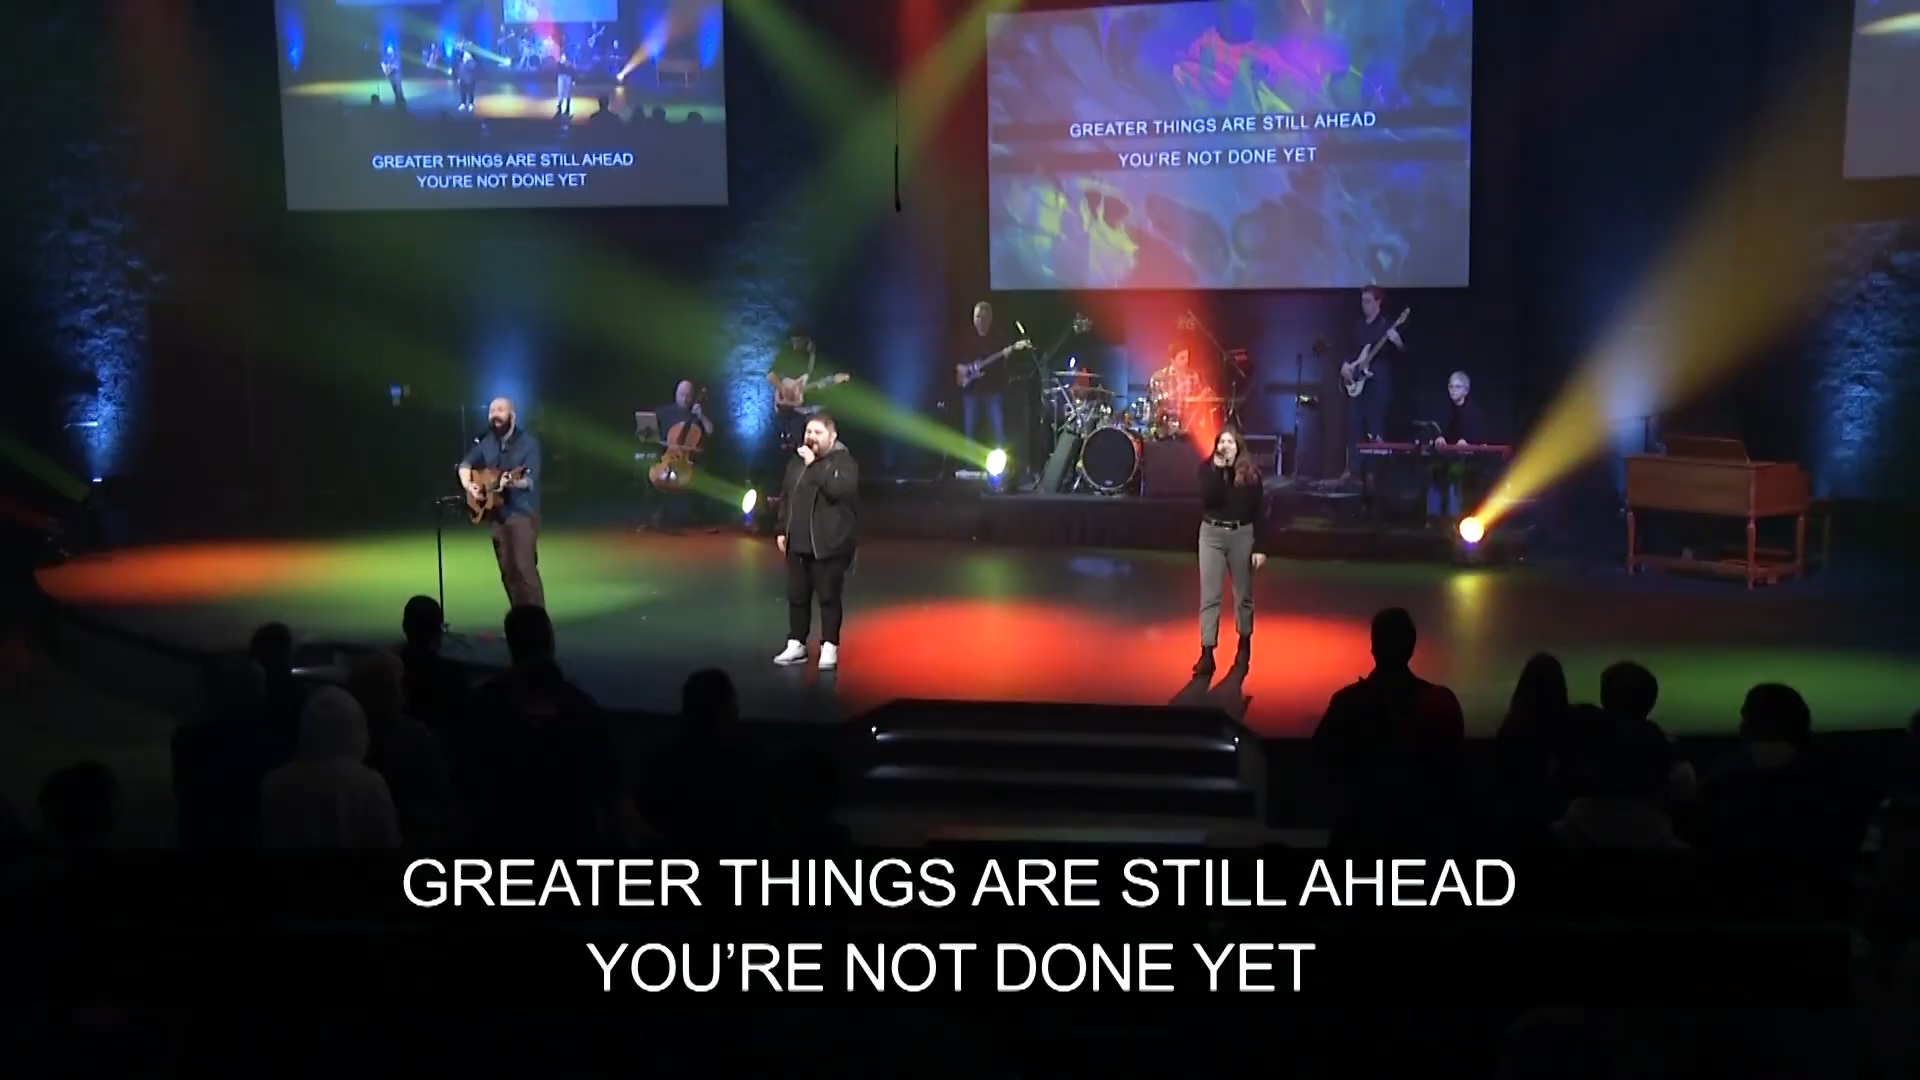 GREATER THINGS ARE STILL AHEAD
YOU'RE NOT DONE YET
GREATER THINGS ARE STILL AHEAD
YOU'RE NOT DONE YET
GREATER THINGS ARE STILL AHEAD
YOU’RE NOT DONE YET